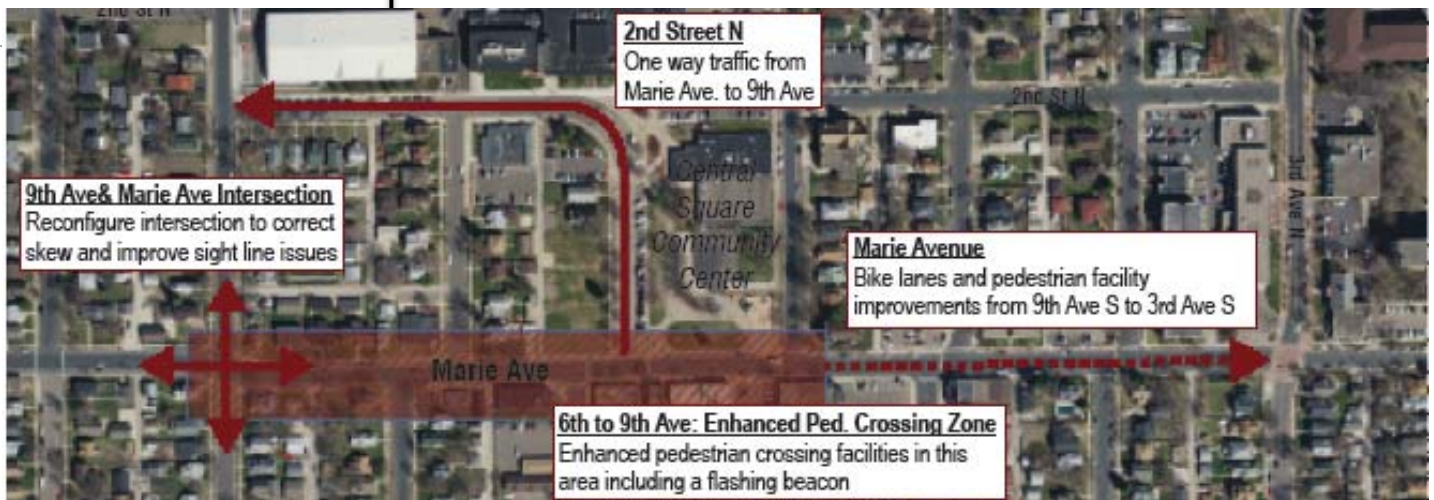 2nd St N
2nd Street N
One way traffic from
Marie Ave. to 9th Ave
2nd St N
9th Ave& Marie Ave Intersection
Reconfigure intersection to correct
skew and improve sight line issues
Central
Square
Community
Center
3rd Ave N
Marie Avenue
Bike lanes and pedestrian facility
improvements from 9th Ave S to 3rd Ave S
Marie Ave
6th to 9th Ave: Enhanced Ped. Crossing Zone
Enhanced pedestrian crossing facilities in this
area including a flashing beacon